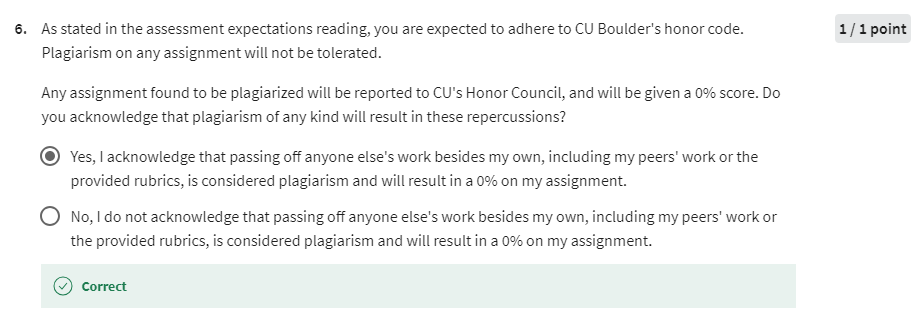 6. As stated in the assessment expectations reading, you are expected to adhere to CU Boulder's honor code.
1 / 1 point
Plagiarism on any assignment will not be tolerated.
Any assignment found to be plagiarized will be reported to CU's Honor Council, and will be given a 0% score. Do
you acknowledge that plagiarism of any kind will result in these repercussions?
Yes, I acknowledge that passing off anyone else's work besides my own, including my peers' work or the
provided rubrics, is considered plagiarism and will result in a 0% on my assignment.
No, I do not acknowledge that passing off anyone else's work besides my own, including my peers' work or
the provided rubrics, is considered plagiarism and will result in a 0% on my assignment.
Correct